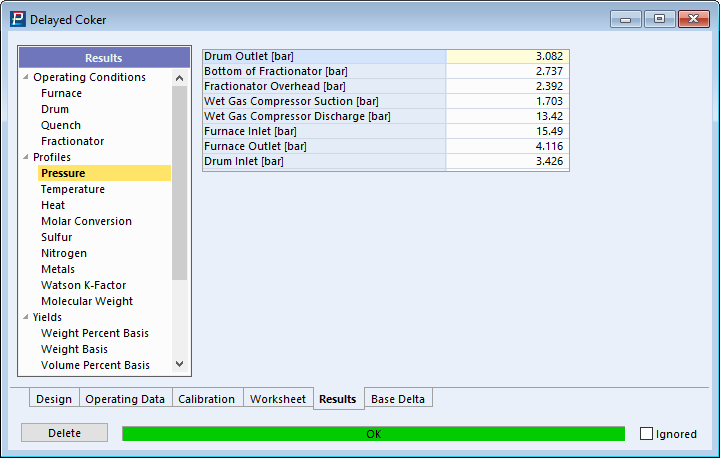 Delayed Coker
Results
Operating Conditions
Furnace
Drum
Quench
Fractionator
Profiles
Pressure
Temperature
Heat
Molar Conversion
Sulfur
Nitrogen
Metals
Watson K-Factor
Molecular Weight
Yields
Weight Percent Basis
Weight Basis
Volume Percent Basis
Drum Outlet [bar] 3.082
Bottom of Fractionator [bar] 2.737
Fractionator Overhead [bar] 2.392
Wet Gas Compressor Suction [bar] 1.703
Wet Gas Compressor Discharge [bar] 13.42
Furnace Inlet [bar] 15.49
Furnace Outlet [bar] 4.116
Drum Inlet [bar] 3.426
Design Operating Data Calibration Worksheet Results Base Delta
Delete OK Ignored